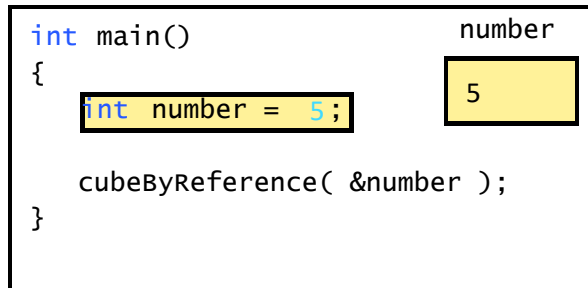 int main()
number
{
int number = 5;
5
cubeByReference( &number );
}